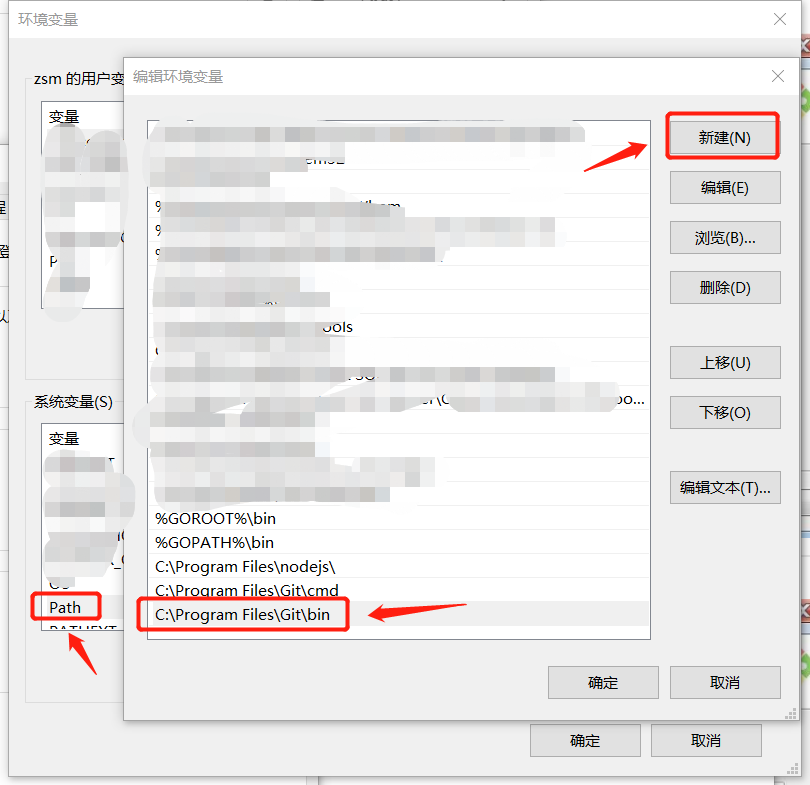 环境变量
zsm 的用户变
变量
系统变量(S)
变量
Path
编辑环境变量
ools
%GOROOT%\bin
%GOPATH%\bin
C:\Program Files\nodejs\
C:\Program Files\Git\cmd
C:\Program Files\Git\bin
新建(N)
编辑(E)
浏览(B)...
删除(D)
上移(U)
下移(O)
编辑文本(T)...
确定
取消
确定
取消